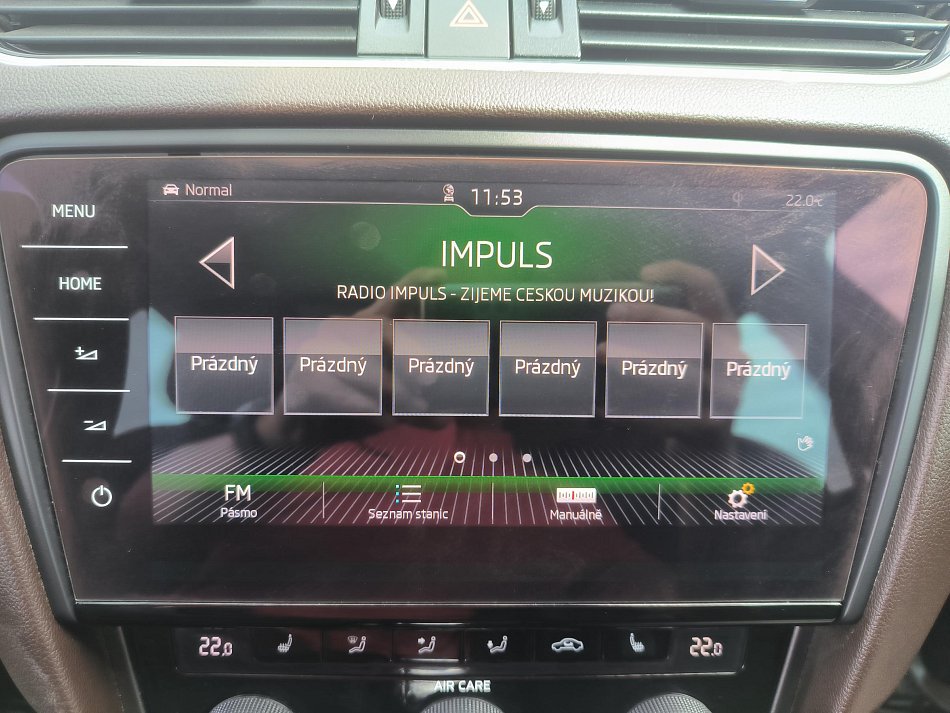 MENU
HOME
Normal
11:53
22.0°C
IMPULS
RADIO IMPULS - ZIJEME CESKOU MUZIKOU!
Prázdný Prázdný Prázdný Prázdný Prázdný Prázdný
FM
Pásmo Seznam stanic Manuálně Nastavení
22.0 22.0
AIR CARE